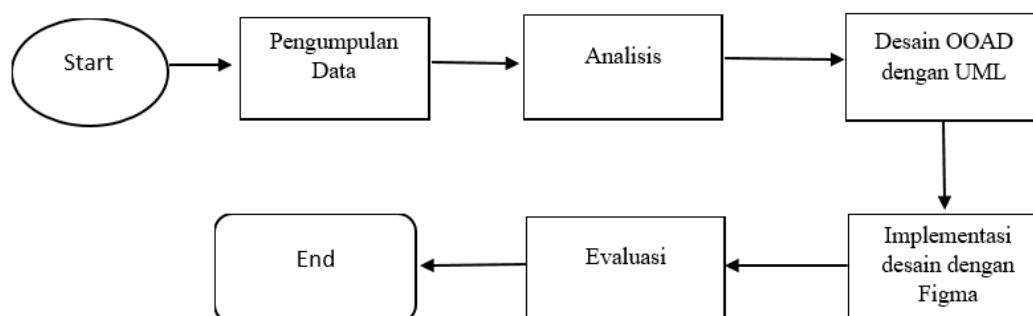 Start
Pengumpulan
Data
Analisis
Desain OOAD
dengan UML
Implementasi
desain dengan
Figma
Evaluasi
End